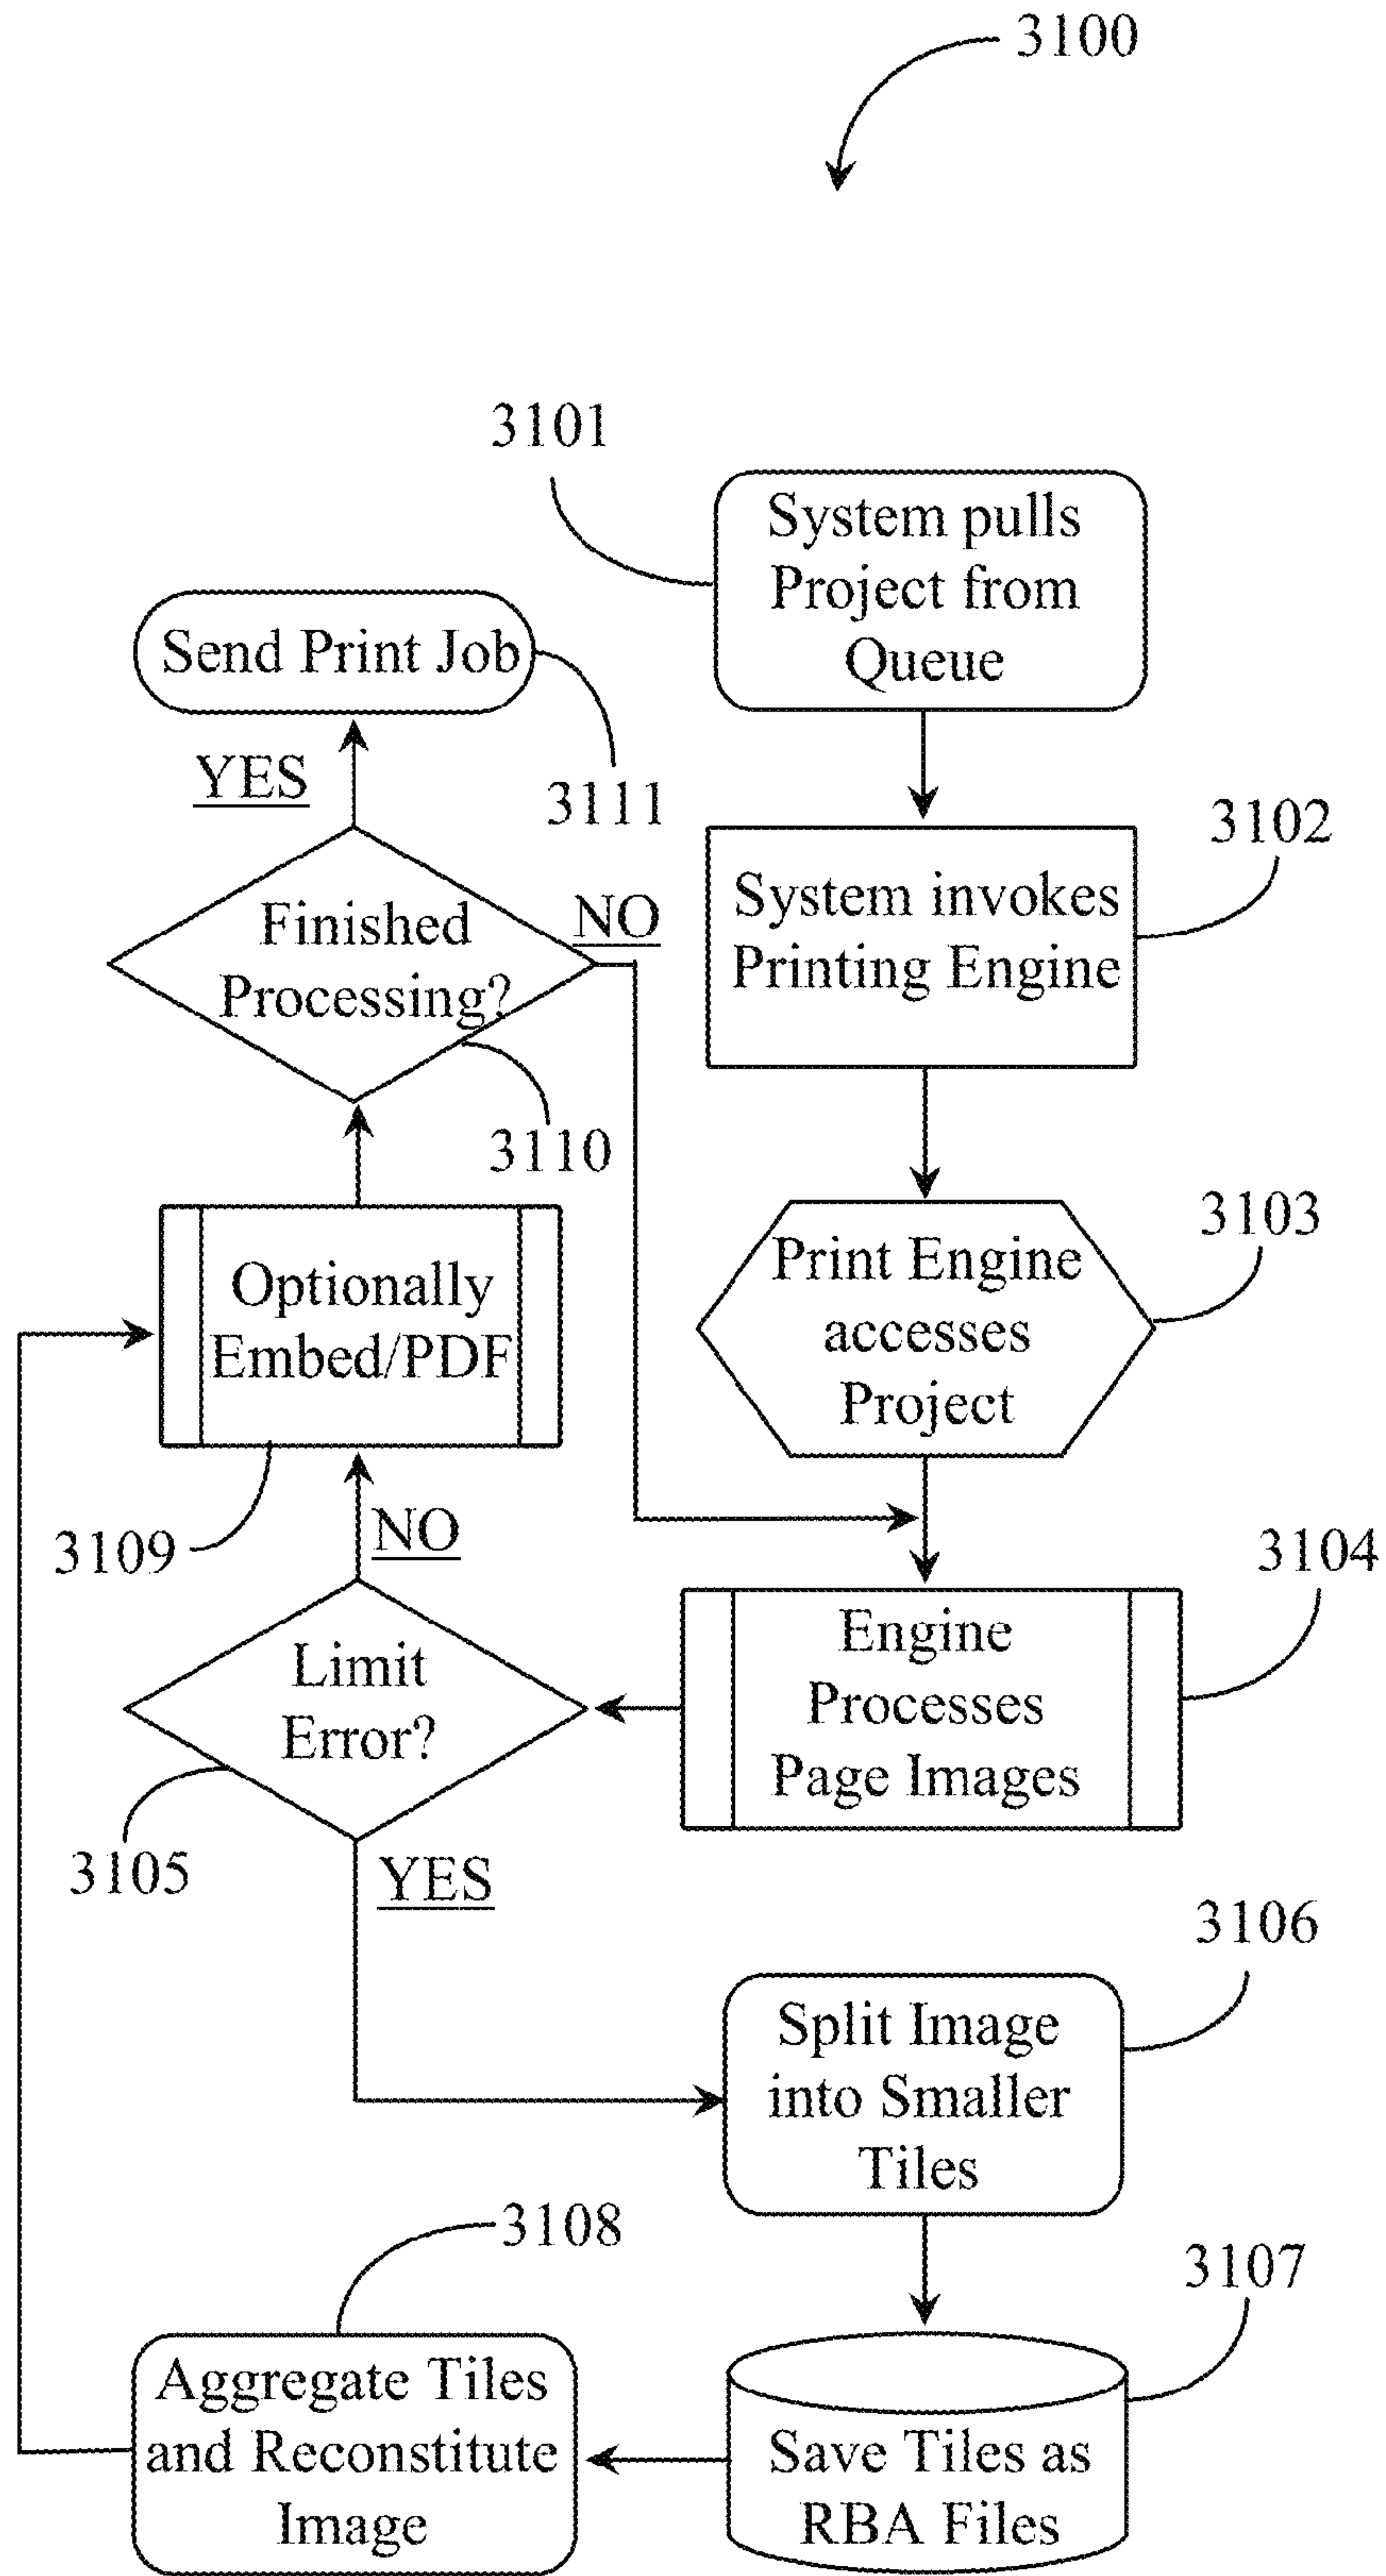 3100
3101
System pulls
Project from
Queue
Send Print Job
3111
YES
3102
System invokes
Printing Engine
Finished
Processing?
NO
3110
3103
Print Engine
accesses
Project
Optionally
Embed/PDF
3109
NO
3104
Engine
Processes
Page Images
Limit
Error?
3105
YES
3106
Split Image
into Smaller
Tiles
3108
3107
Aggregate Tiles
and Reconstitute
Image
Save Tiles as
RBA Files